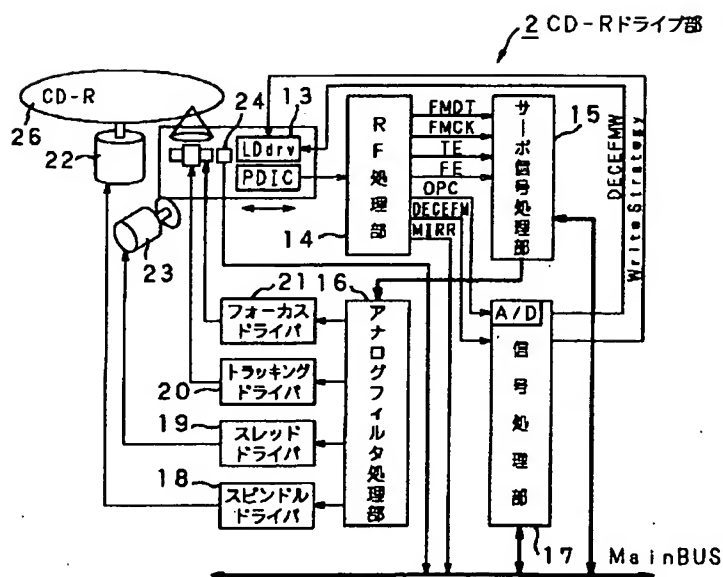 2 CD-Rドライブ部
CD-R
26
22
23
24
13
LDdrv
PDIC
RF処理部
14
FMDT
FMCK
TE
FE
OPC
DECEFM
MIRR
サーボ信号処理部
15
DECEFMW
WriteStrategy
21
16
フォーカス
ドライバ
トラッキング
ドライバ
20
19
スレッド
ドライバ
18
スピンドル
ドライバ
アナログフィルタ処理部
A/D
信号処理部
17
MainBUS